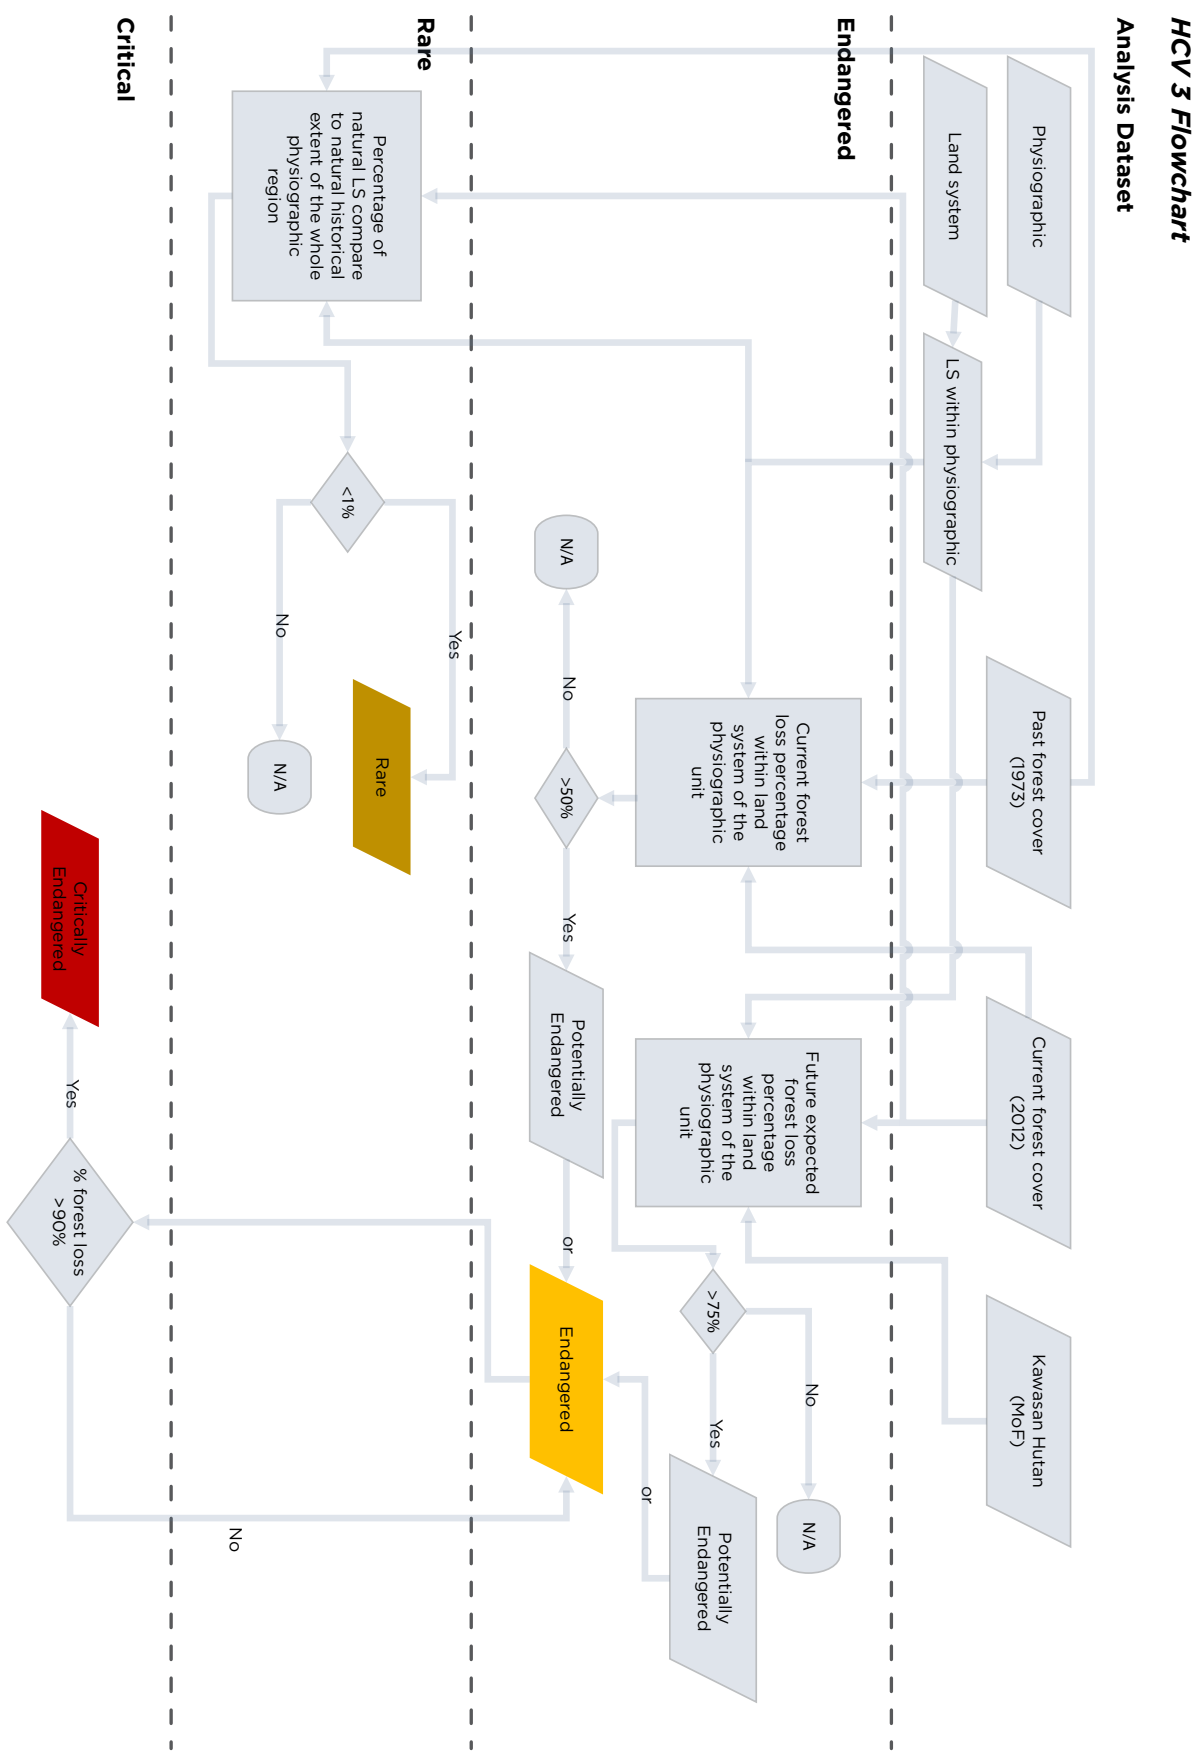 HCV 3 Flowchart
Analysis Dataset
Physiographic
Land system
LS within physiographic
Past forest cover
(1973)
Current forest cover
(2012)
Kawasan Hutan
(MoF)
Endangered
Current forest
loss percentage
within land
system of the
physiographic
unit
Future expected
forest loss
percentage
within land
system of the
physiographic
unit
>75%
No
N/A
Yes
Potentially
Endangered
or
N/A
No
>50%
Yes
Potentially
Endangered
or
Endangered
Rare
Percentage of
natural LS compare
to natural historical
extent of the whole
physiographic
region
<1%
Yes
Rare
No
N/A
No
Critical
Critically
Endangered
Yes
% forest loss
>90%